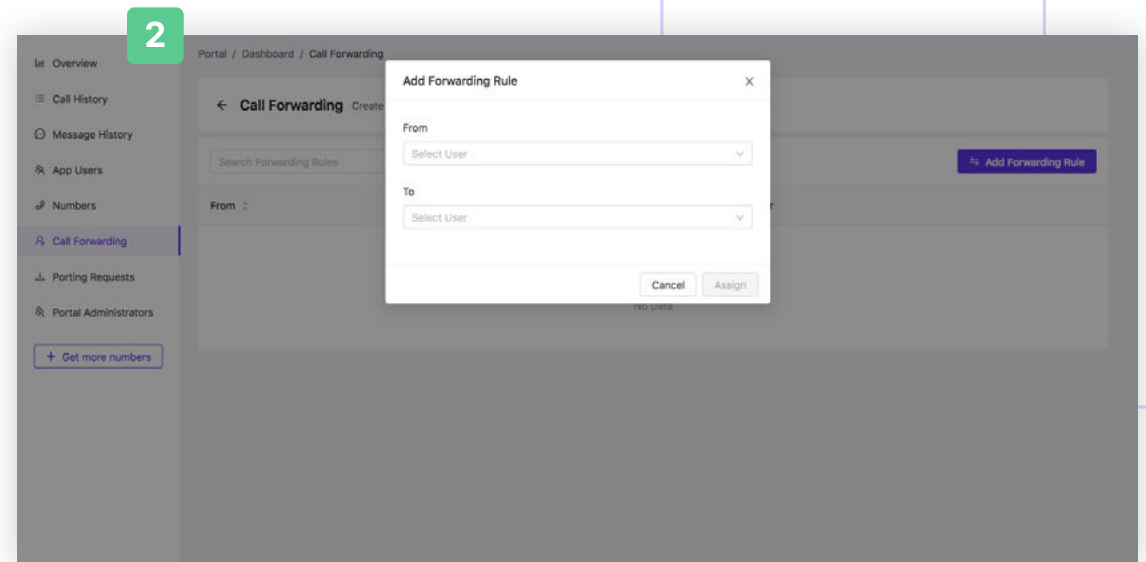 2
Portal / Dashboard / Call Forwarding
Overview
Call History
Message History
App Users
Numbers
Call Forwarding
Porting Requests
Portal Administrators
+ Get more numbers
← Call Forwarding Create
Search Forwarding Rules
Add Forwarding Rule
From
Add Forwarding Rule X
From
Select User
To
Select User
Cancel Assign
No Data